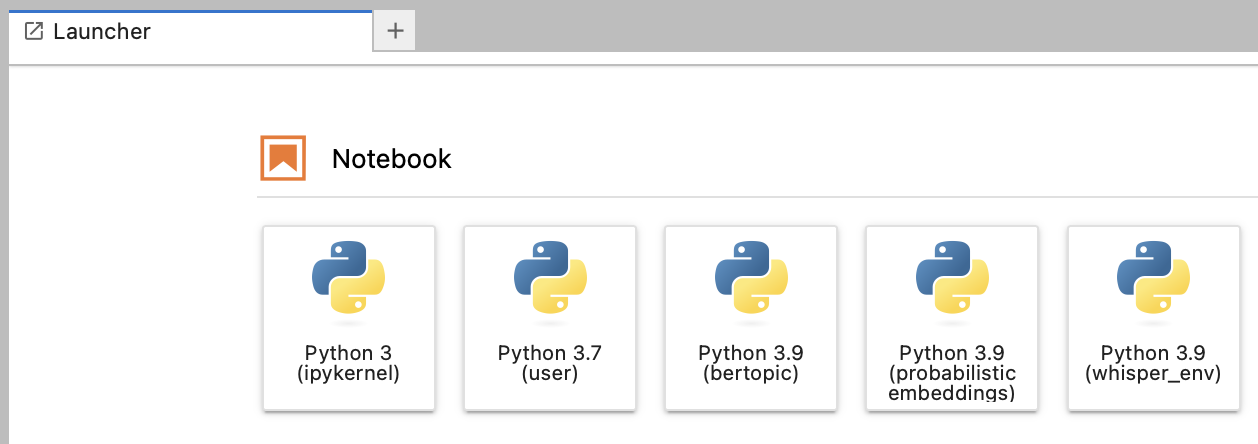 Launcher
+
Notebook
Python 3
(ipykernel)
Python 3.7
(user)
Python 3.9
(bertopic)
Python 3.9
(probabilistic
embeddings)
Python 3.9
(whisper_env)